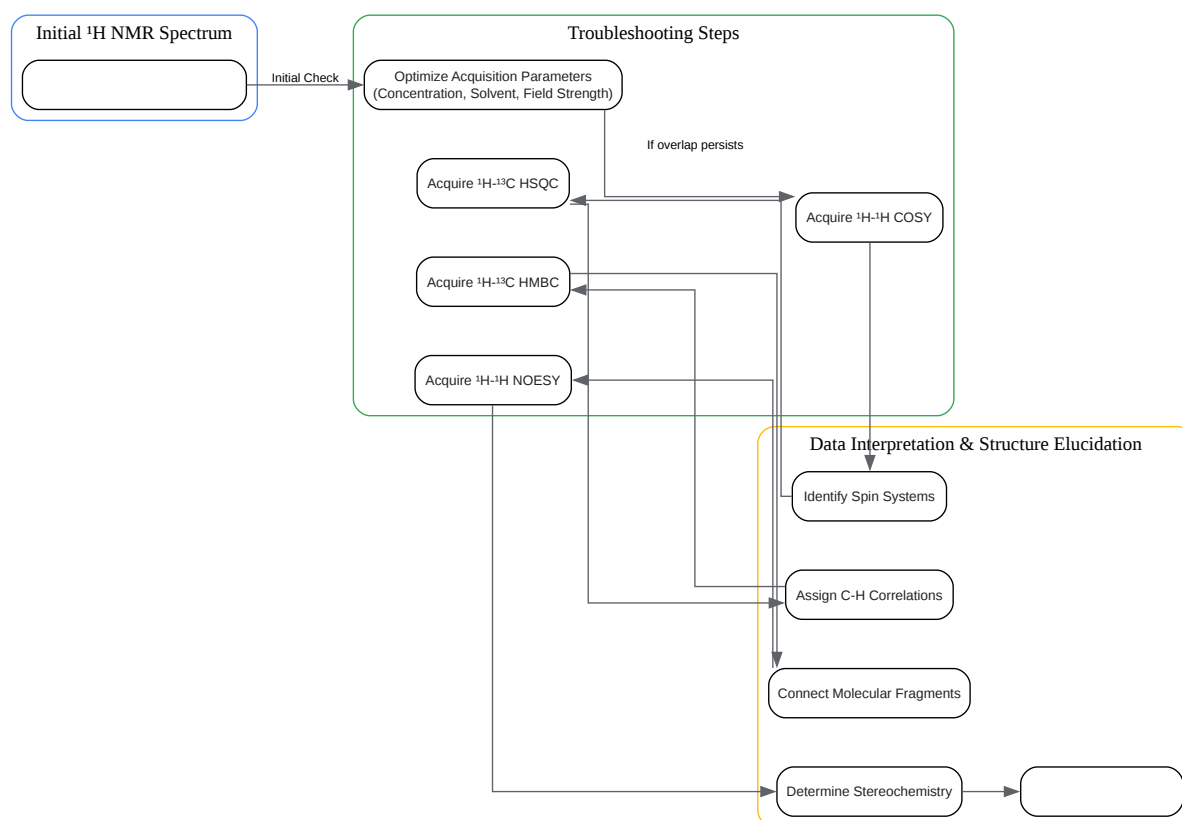 Initial ¹H NMR Spectrum
Initial Check
Troubleshooting Steps
Optimize Acquisition Parameters
(Concentration, Solvent, Field Strength)
If overlap persists
Acquire ¹H-¹³C HSQC
Acquire ¹H-¹H COSY
Acquire ¹H-¹³C HMBC
Acquire ¹H-¹H NOESY
Data Interpretation & Structure Elucidation
Identify Spin Systems
Assign C-H Correlations
Connect Molecular Fragments
Determine Stereochemistry